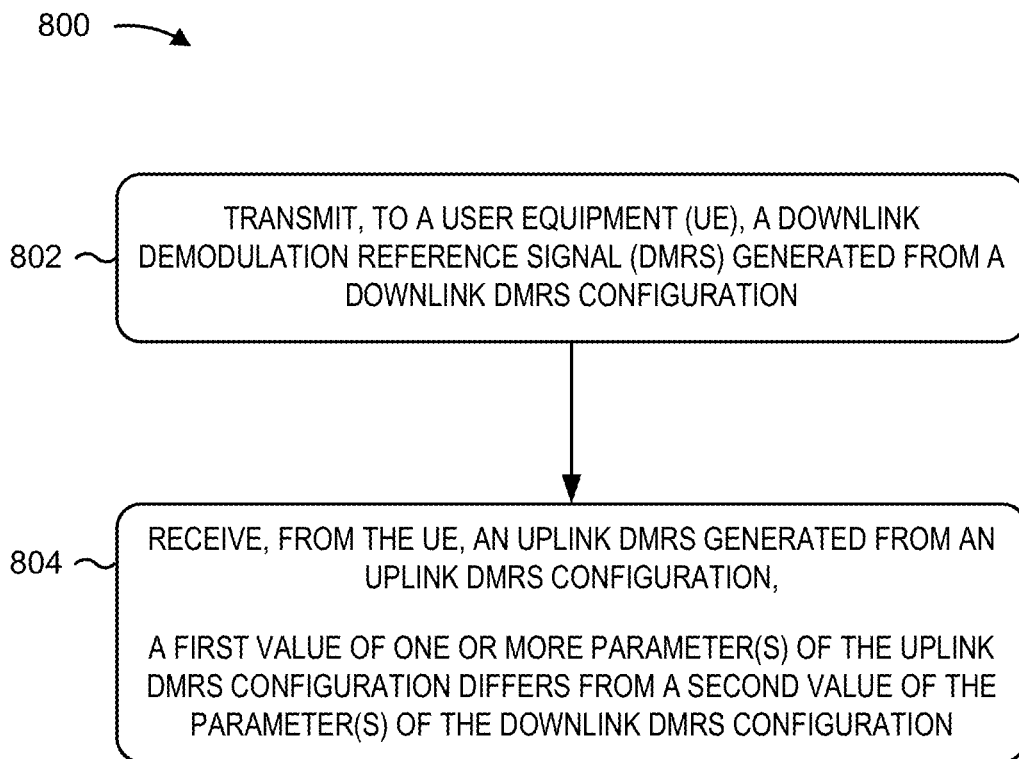 800
802
TRANSMIT, TO A USER EQUIPMENT (UE), A DOWNLINK
DEMODULATION REFERENCE SIGNAL (DMRS) GENERATED FROM A
DOWNLINK DMRS CONFIGURATION
804
RECEIVE, FROM THE UE, AN UPLINK DMRS GENERATED FROM AN
UPLINK DMRS CONFIGURATION,
A FIRST VALUE OF ONE OR MORE PARAMETER(S) OF THE UPLINK
DMRS CONFIGURATION DIFFERS FROM A SECOND VALUE OF THE
PARAMETER(S) OF THE DOWNLINK DMRS CONFIGURATION